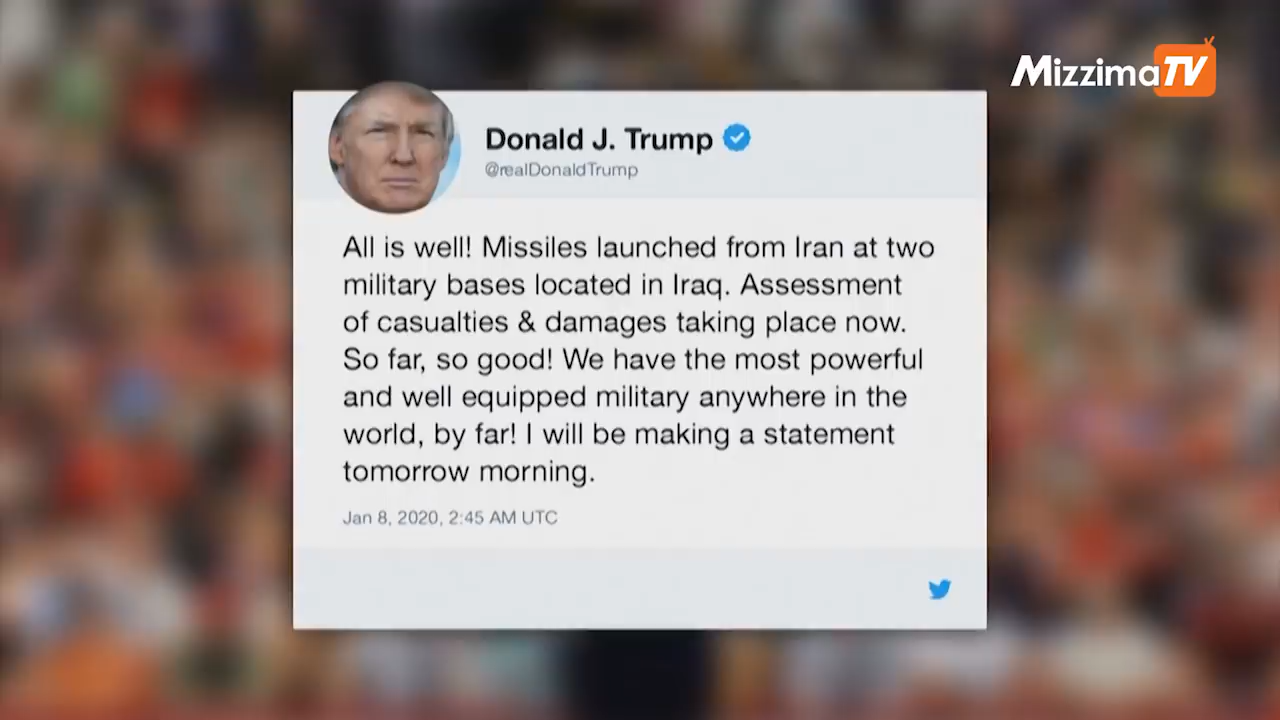 MizzimaTV
Donald J. Trump
@realDonaldTrump
All is well! Missiles launched from Iran at two
military bases located in Iraq. Assessment
of casualties & damages taking place now.
So far, so good! We have the most powerful
and well equipped military anywhere in the
world, by far! I will be making a statement
tomorrow morning.
Jan 8, 2020, 2:45 AM UTC